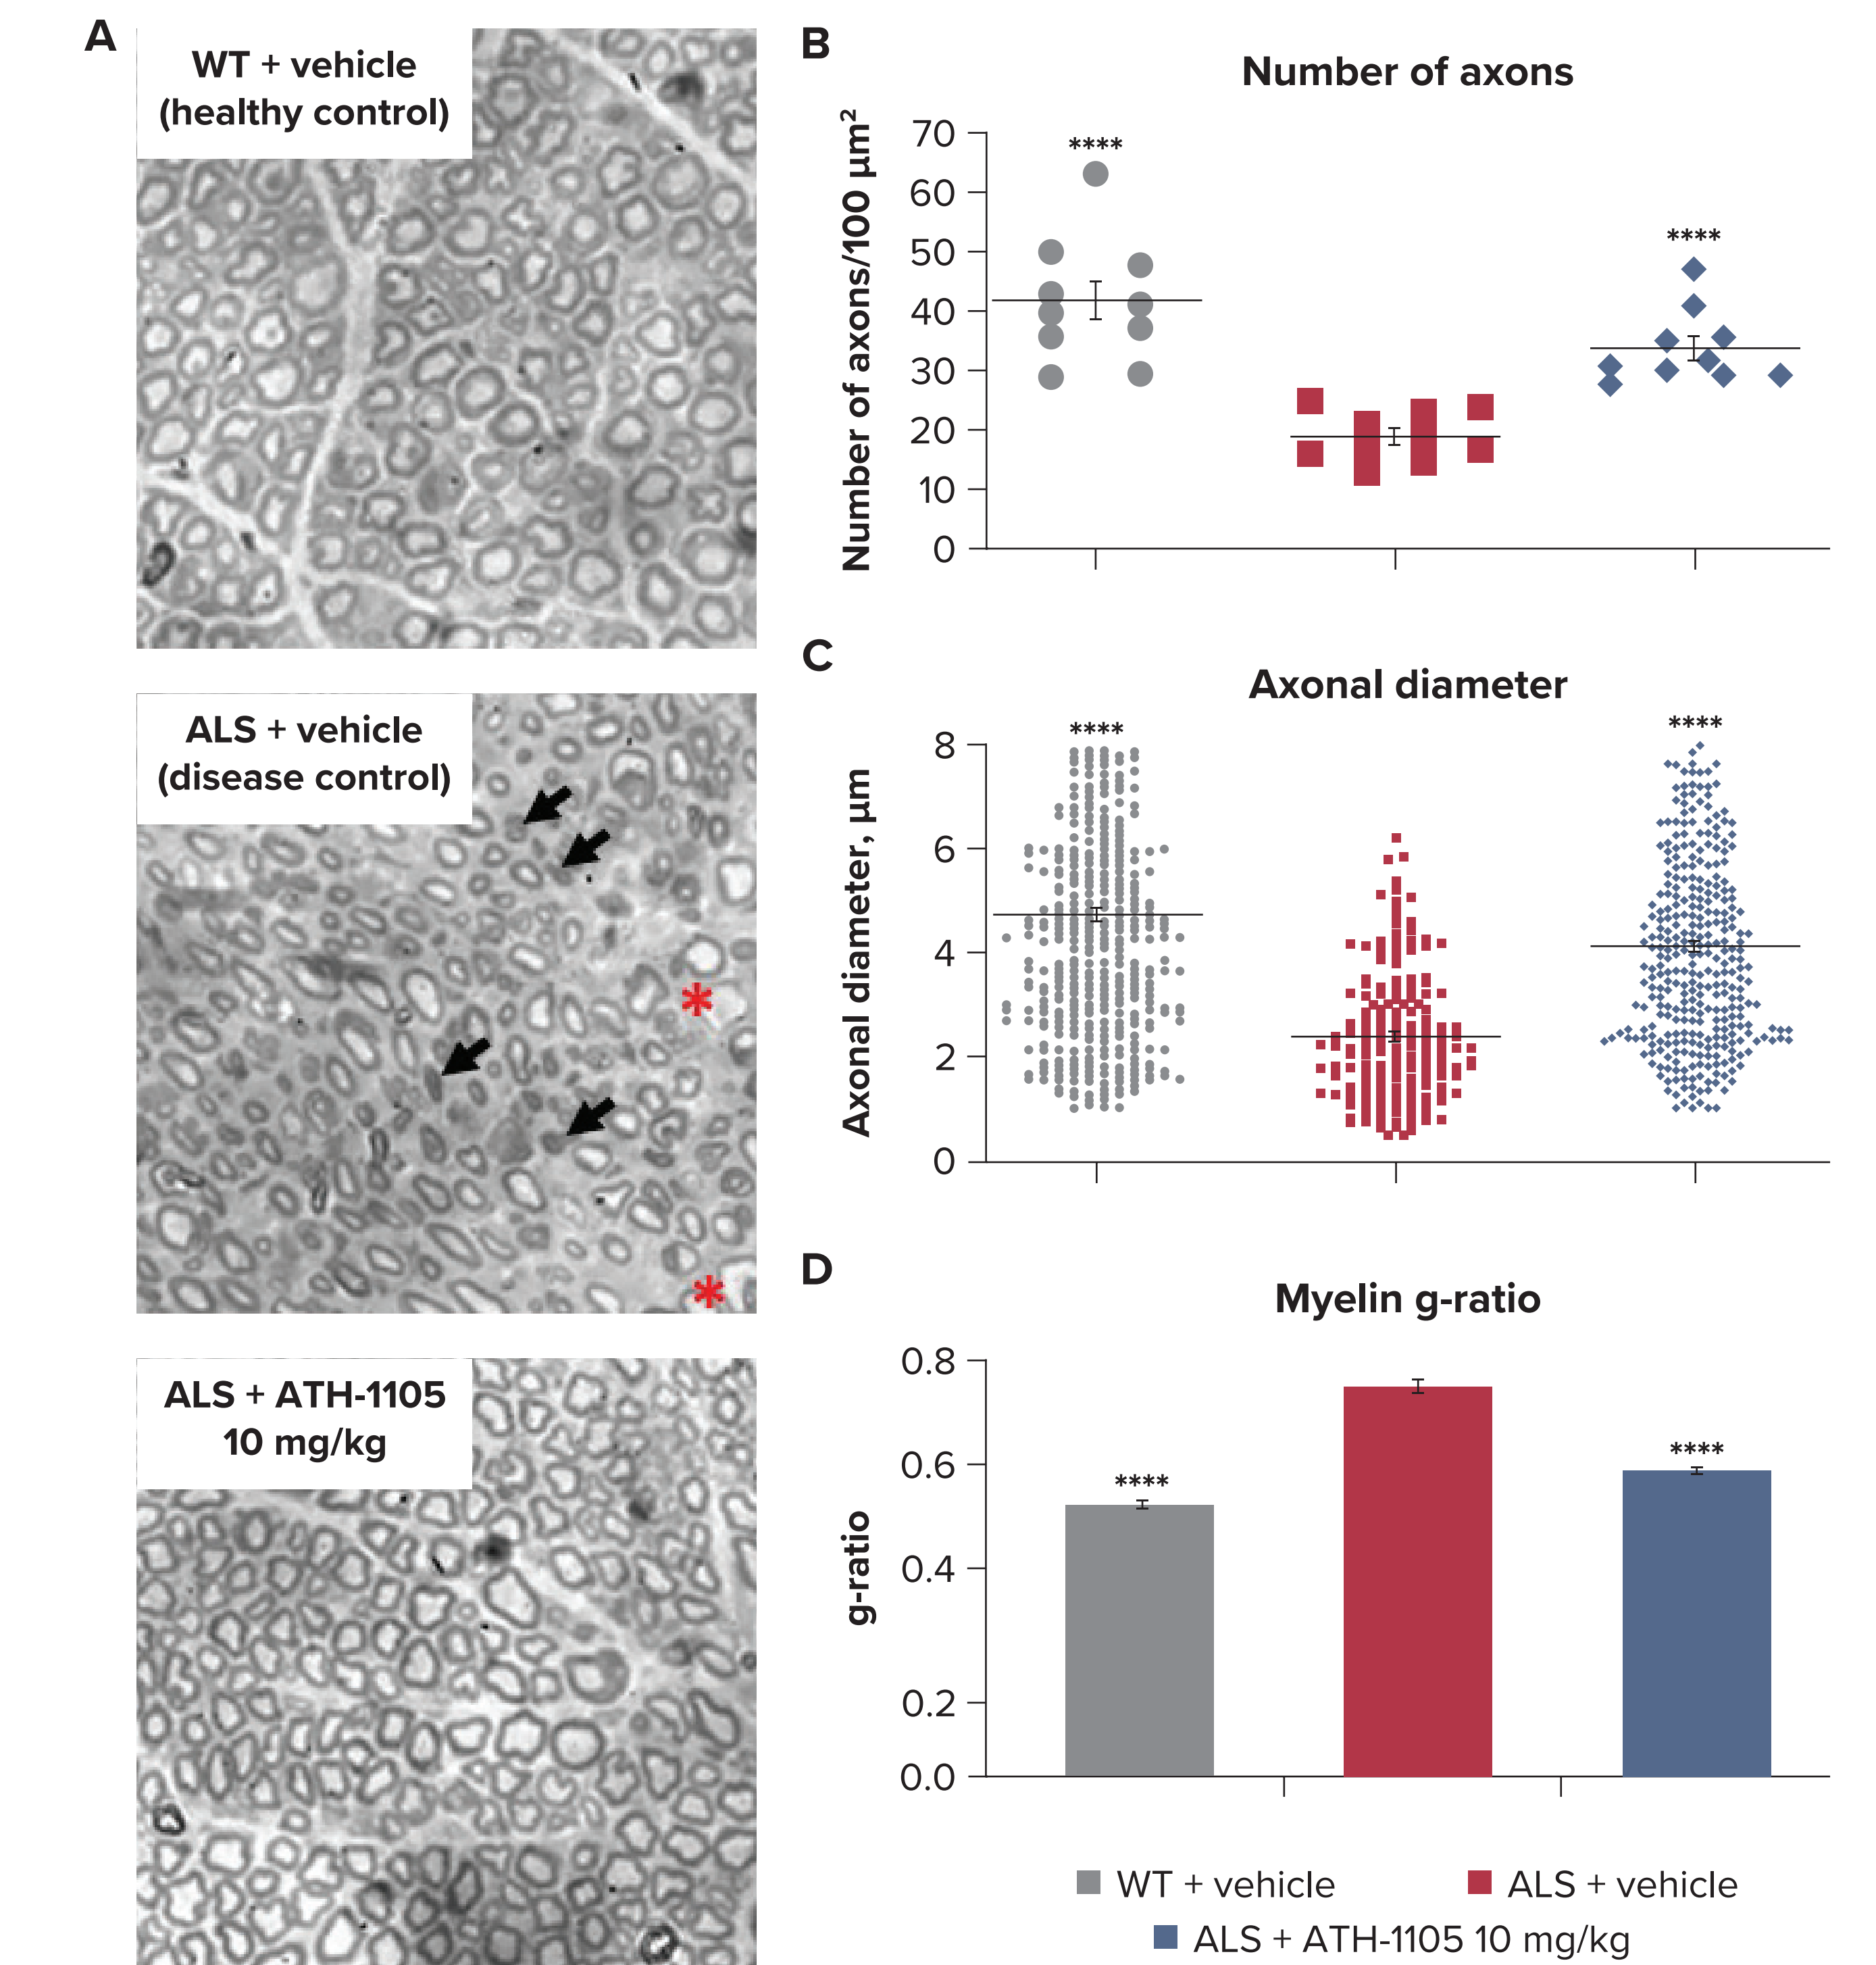 A
WT + vehicle
(healthy control)
ALS + vehicle
(disease control)
*
*
ALS + ATH-1105
10 mg/kg
B
Number of axons
Number of axons/100 µm²
70
60
50
40
30
20
10
0
****
****
C
Axonal diameter
Axonal diameter, µm
8
6
4
2
0
****
****
D
Myelin g-ratio
g-ratio
0.8
0.6
0.4
0.2
0.0
****
****
WT + vehicle
ALS + vehicle
ALS + ATH-1105 10 mg/kg